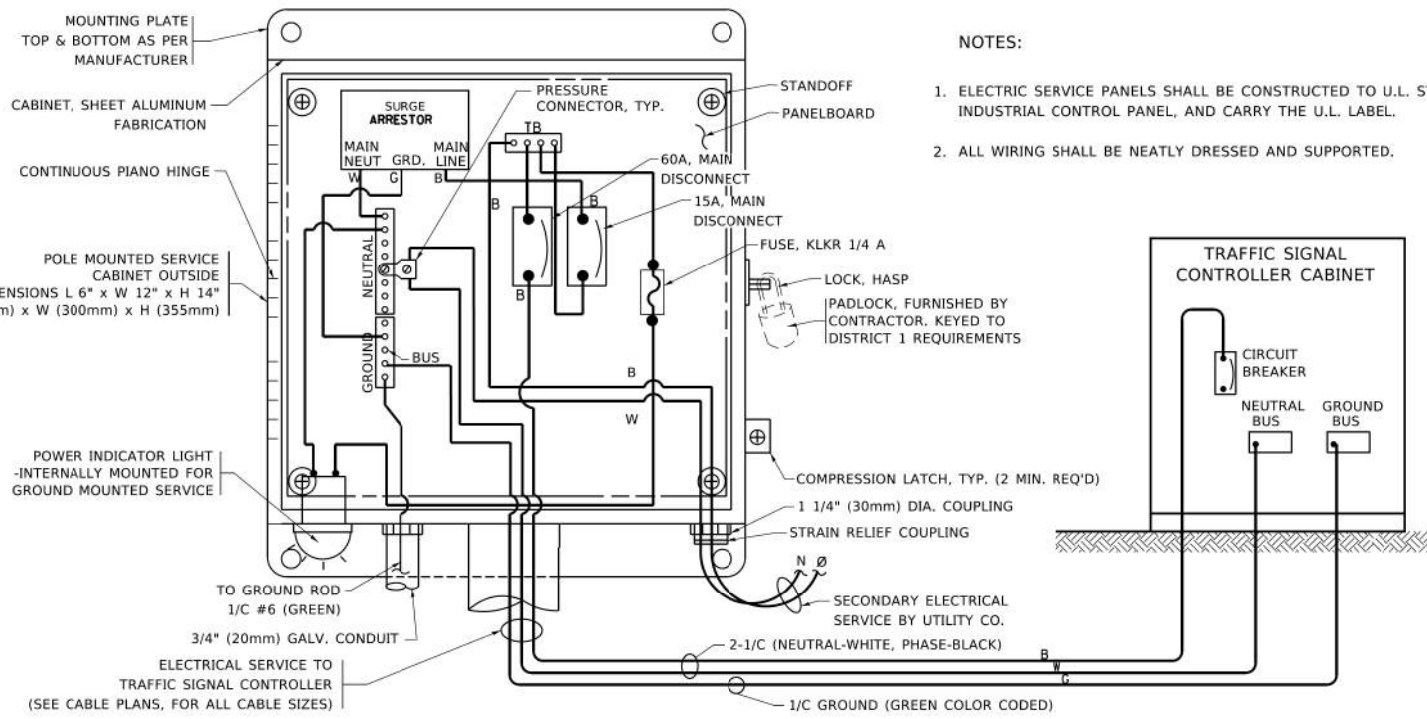 MOUNTING PLATE
TOP & BOTTOM AS PER
MANUFACTURER
CABINET, SHEET ALUMINUM
FABRICATION
CONTINUOUS PIANO HINGE
POLE MOUNTED SERVICE
CABINET OUTSIDE
ENSIONS L 6" x W 12" x H 14"
m) x W (300mm) x H (355mm)
POWER INDICATOR LIGHT
-INTERNALLY MOUNTED FOR
GROUND MOUNTED SERVICE
TO GROUND ROD
1/C #6 (GREEN)
3/4" (20mm) GALV. CONDUIT
ELECTRICAL SERVICE TO
TRAFFIC SIGNAL CONTROLLER
(SEE CABLE PLANS, FOR ALL CABLE SIZES)
SURGE
ARRESTOR
MAIN
NEUT
GRD.
MAIN
LINE
W
G
B
PRESSURE
CONNECTOR, TYP.
TB
STANDOFF
PANELBOARD
60A, MAIN
DISCONNECT
15A, MAIN
DISCONNECT
B
B
B
FUSE, KLKR 1/4 A
NEUTRAL
GROUND
BUS
B
W
LOCK, HASP
PADLOCK, FURNISHED BY
CONTRACTOR, KEYED TO
DISTRICT 1 REQUIREMENTS
COMPRESSION LATCH, TYP. (2 MIN. REQ'D)
1 1/4" (30mm) DIA. COUPLING
STRAIN RELIEF COUPLING
N Ø
SECONDARY ELECTRICAL
SERVICE BY UTILITY CO.
2-1/C (NEUTRAL-WHITE, PHASE-BLACK)
B
W
G
1/C GROUND (GREEN COLOR CODED)
NOTES:
1. ELECTRIC SERVICE PANELS SHALL BE CONSTRUCTED TO U.L.
INDUSTRIAL CONTROL PANEL, AND CARRY THE U.L. LABEL.
2. ALL WIRING SHALL BE NEATLY DRESSED AND SUPPORTED.
TRAFFIC SIGNAL
CONTROLLER CABINET
CIRCUIT
BREAKER
NEUTRAL
BUS
GROUND
BUS